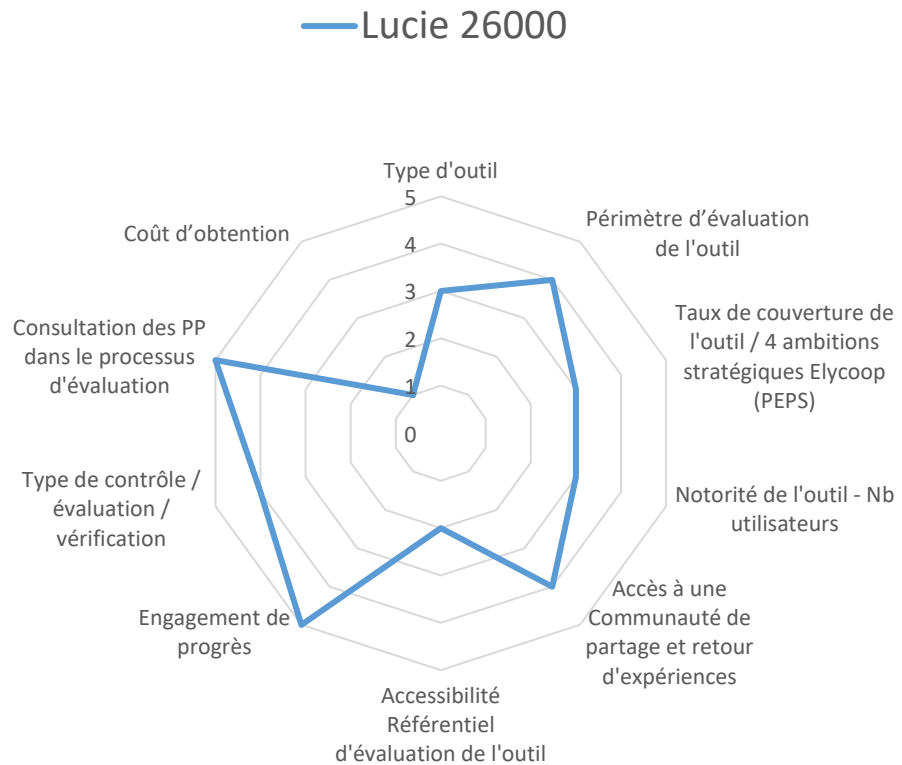 Lucie 26000
Type d'outil
5
4
3
2
1
0
Périmètre d’évaluation
de l'outil
Taux de couverture de
l'outil / 4 ambitions
stratégiques Elycoop
(PEPS)
Notorité de l'outil - Nb
utilisateurs
Accès à une
Communauté de
partage et retour
d'expériences
Accessibilité
Référentiel
d'évaluation de l'outil
Engagement de
progrès
Type de contrôle /
évaluation /
vérification
Consultation des PP
dans le processus
d'évaluation
Coût d’obtention